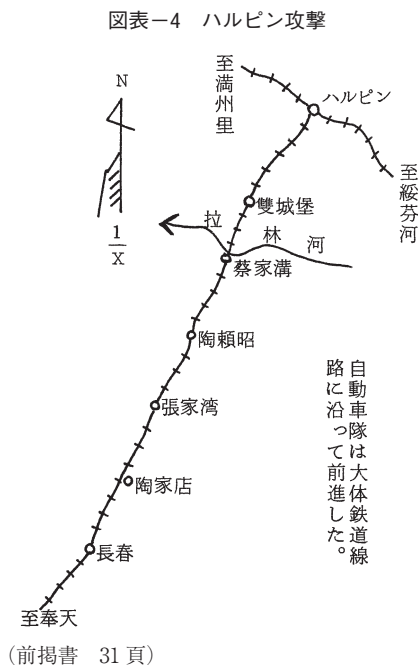 図表－4　ハルピン攻撃
N
1
X
至満州里
ハルピン
至綏芬河
雙城堡
拉林河
蔡家溝
陶頼昭
張家湾
陶家店
長春
至奉天
自動車隊は大体鉄道線
路に沿って前進した。
（前掲書　31頁）